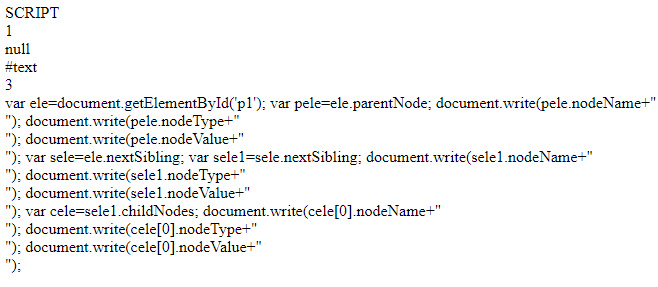 SCRIPT
1
null
#text
3
var ele=document.getElementById('p1'); var pele=ele.parentNode; document.write(pele.nodeName+"
"); document.write(pele.nodeType+"
"); document.write(pele.nodeValue+"
"); var sele=ele.nextSibling; var sele1=sele.nextSibling; document.write(sele1.nodeName+"
"); document.write(sele1.nodeType+"
"); document.write(sele1.nodeValue+"
"); var cele=sele1.childNodes; document.write(cele[0].nodeName+"
"); document.write(cele[0].nodeType+"
"); document.write(cele[0].nodeValue+"
");